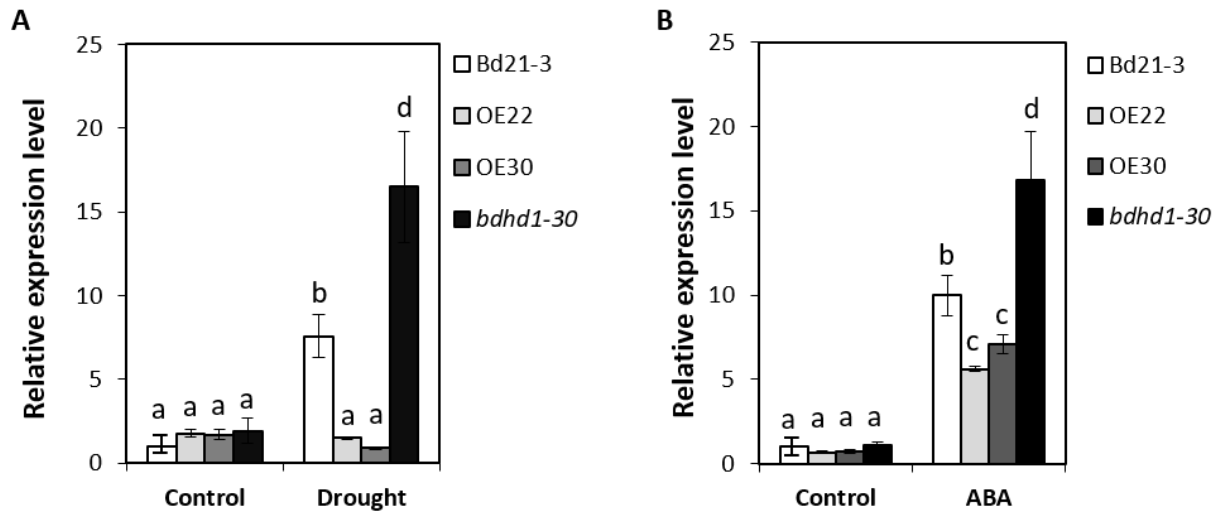 A
Relative expression level
25
20
15
10
5
0
a a a a
b
a a
d
Control Drought
Bd21-3
OE22
OE30
bdhd1-30
B
Relative expression level
25
20
15
10
5
0
a a a a
b
c
c
d
Control ABA
Bd21-3
OE22
OE30
bdhd1-30